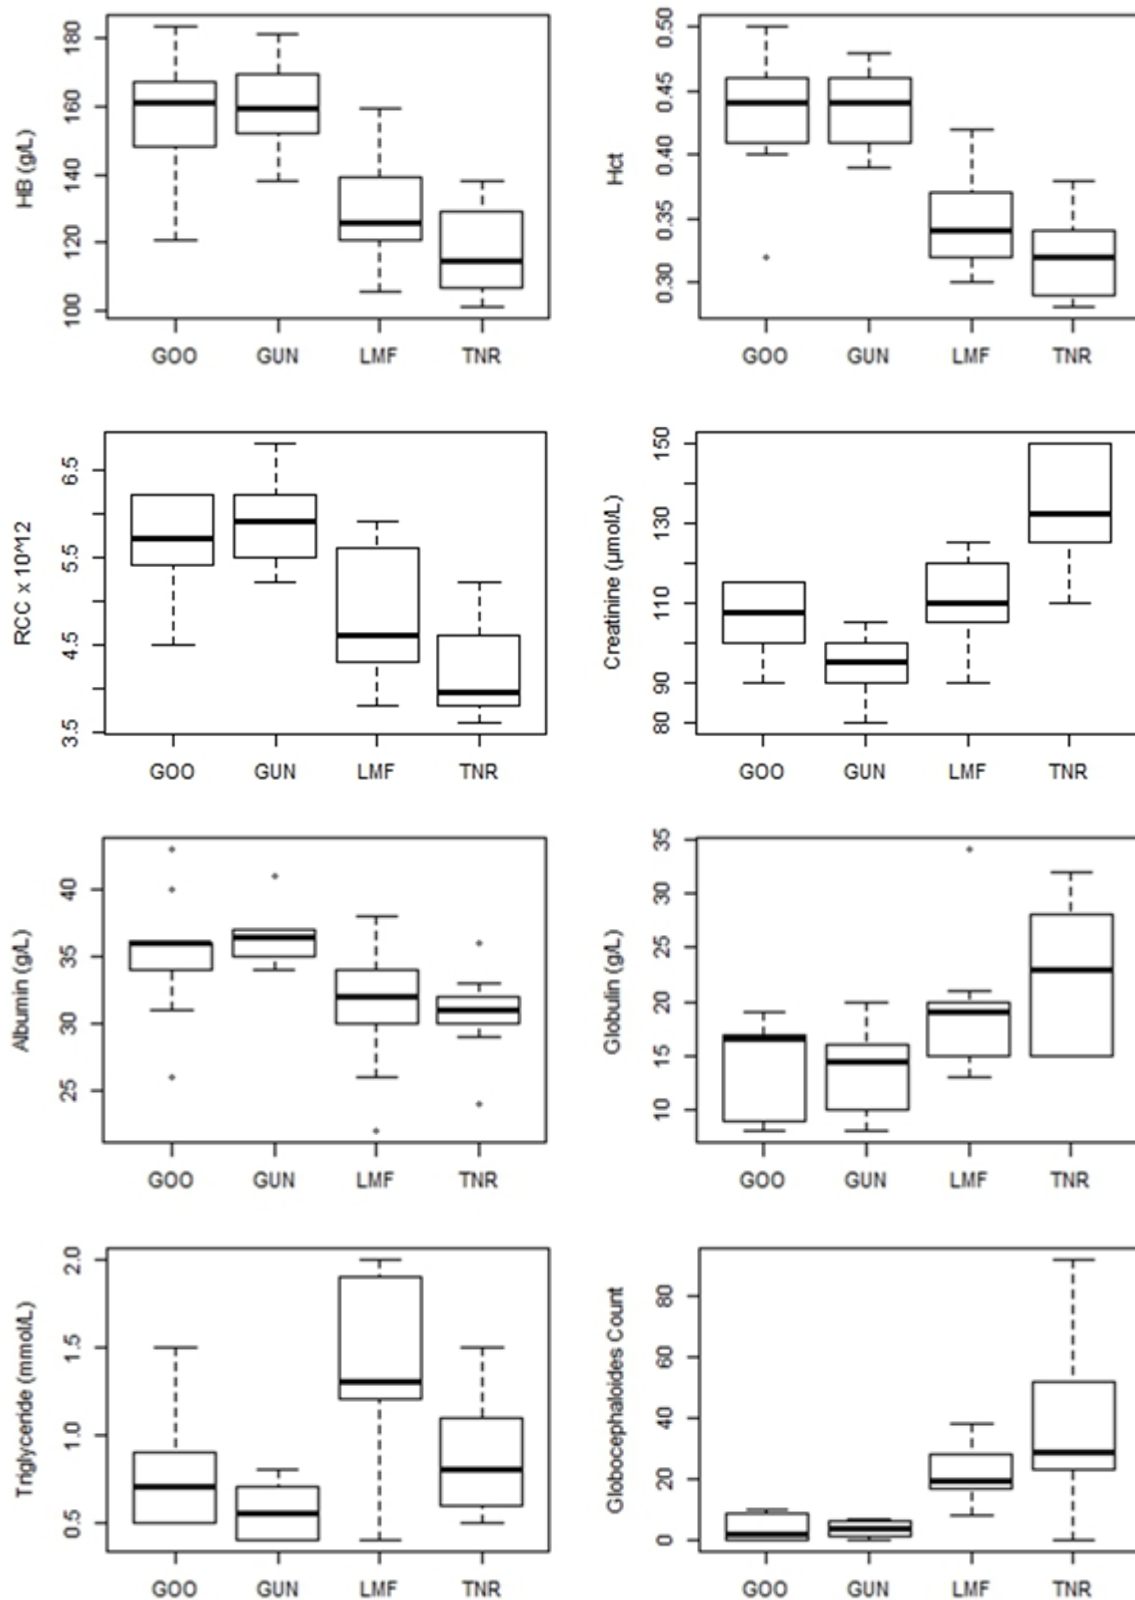 HB (g/L)
180
160
140
120
100
GOO GUN LMF TNR
Hct
0.50
0.45
0.40
0.35
0.30
GOO GUN LMF TNR
RCC x 10^12
6.5
5.5
4.5
3.5
GOO GUN LMF TNR
Creatinine (µmol/L)
150
130
110
90
80
GOO GUN LMF TNR
Albumin (g/L)
40
35
30
25
GOO GUN LMF TNR
Globulin (g/L)
35
30
25
20
15
10
GOO GUN LMF TNR
Triglyceride (mmol/L)
2.0
1.5
1.0
0.5
GOO GUN LMF TNR
Globocephaloides Count
80
60
40
20
0
GOO GUN LMF TNR